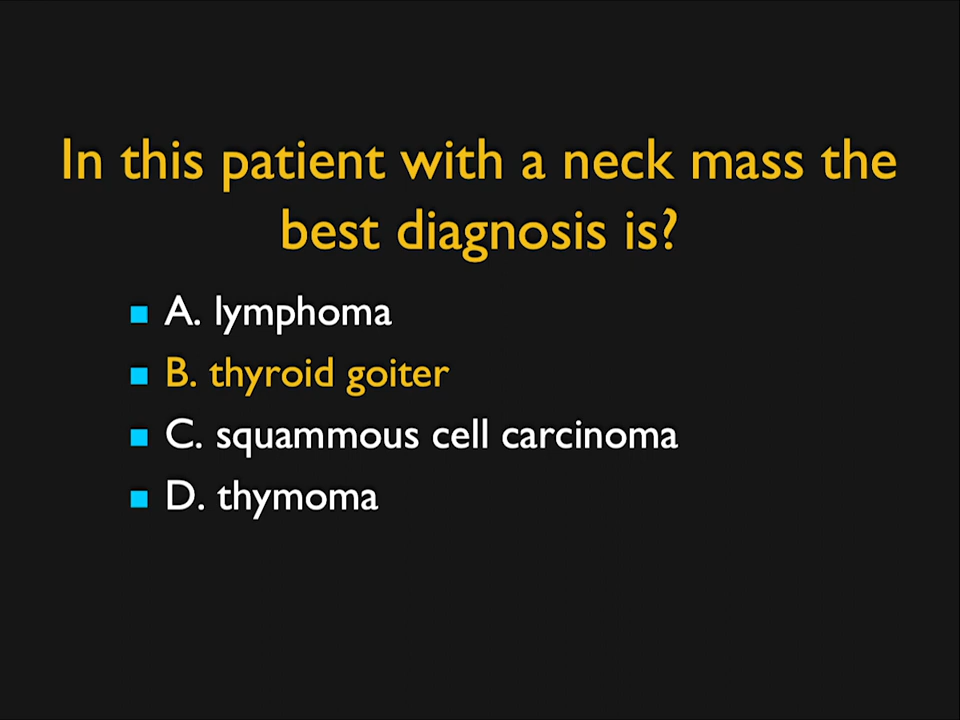 In this patient with a neck mass the
best diagnosis is?
A. lymphoma
B. thyroid goiter
C. squammous cell carcinoma
D. thymoma